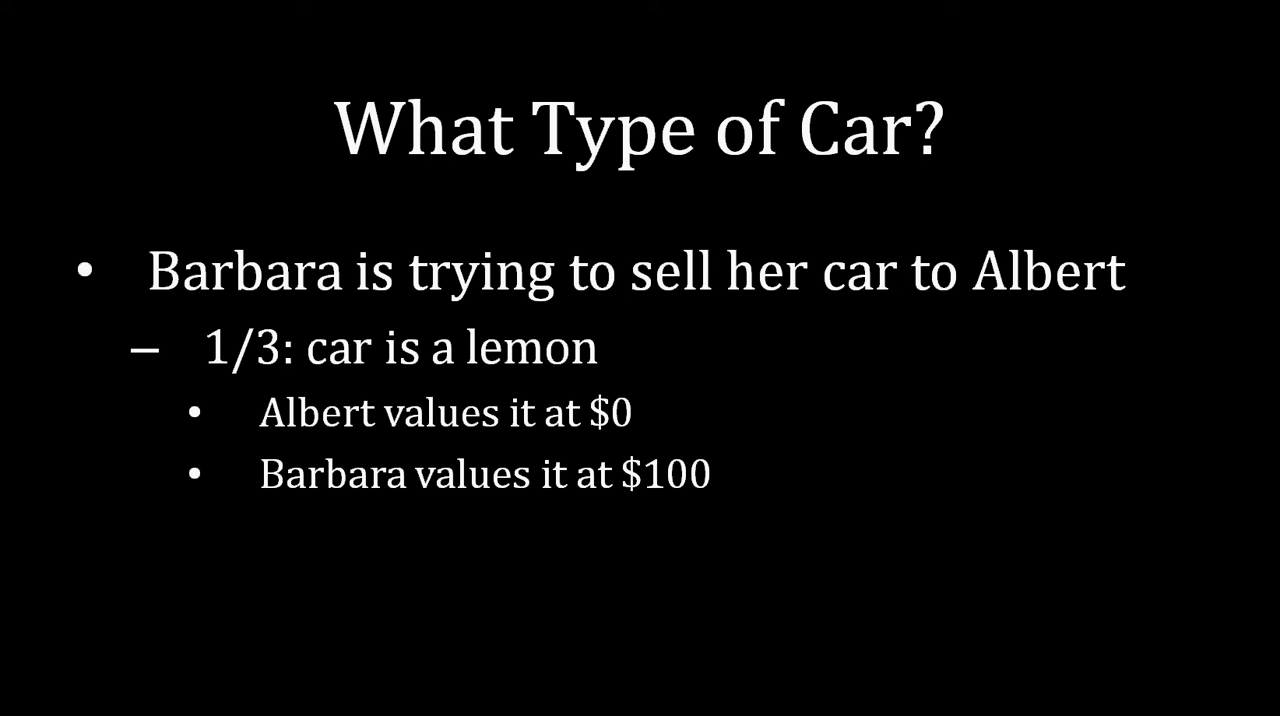 What Type of Car?
• Barbara is trying to sell her car to Albert
– 1/3: car is a lemon
• Albert values it at $0
• Barbara values it at $100